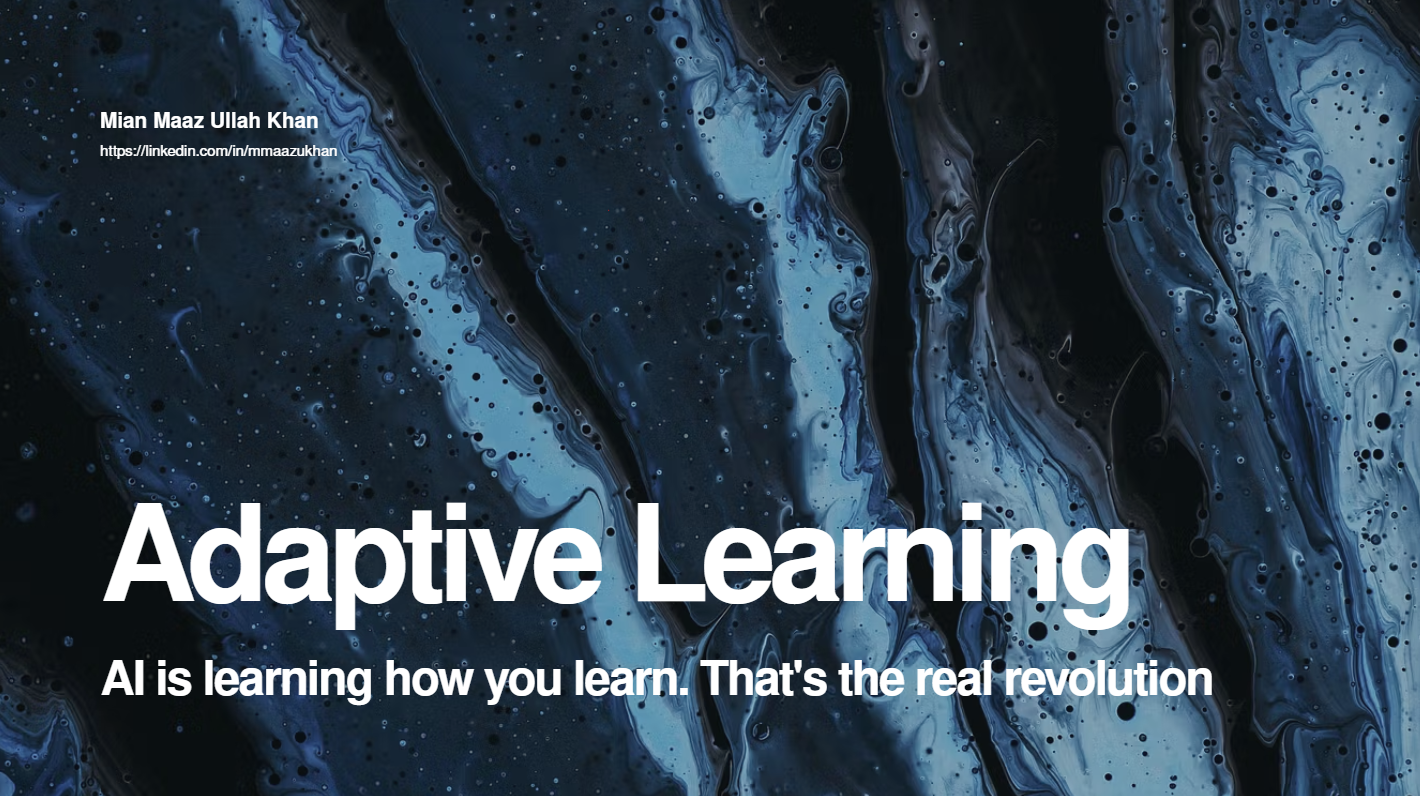 Mian Maaz Ullah Khan
https://linkedin.com/in/mmaazukhan
Adaptive Learning
AI is learning how you learn. That's the real revolution